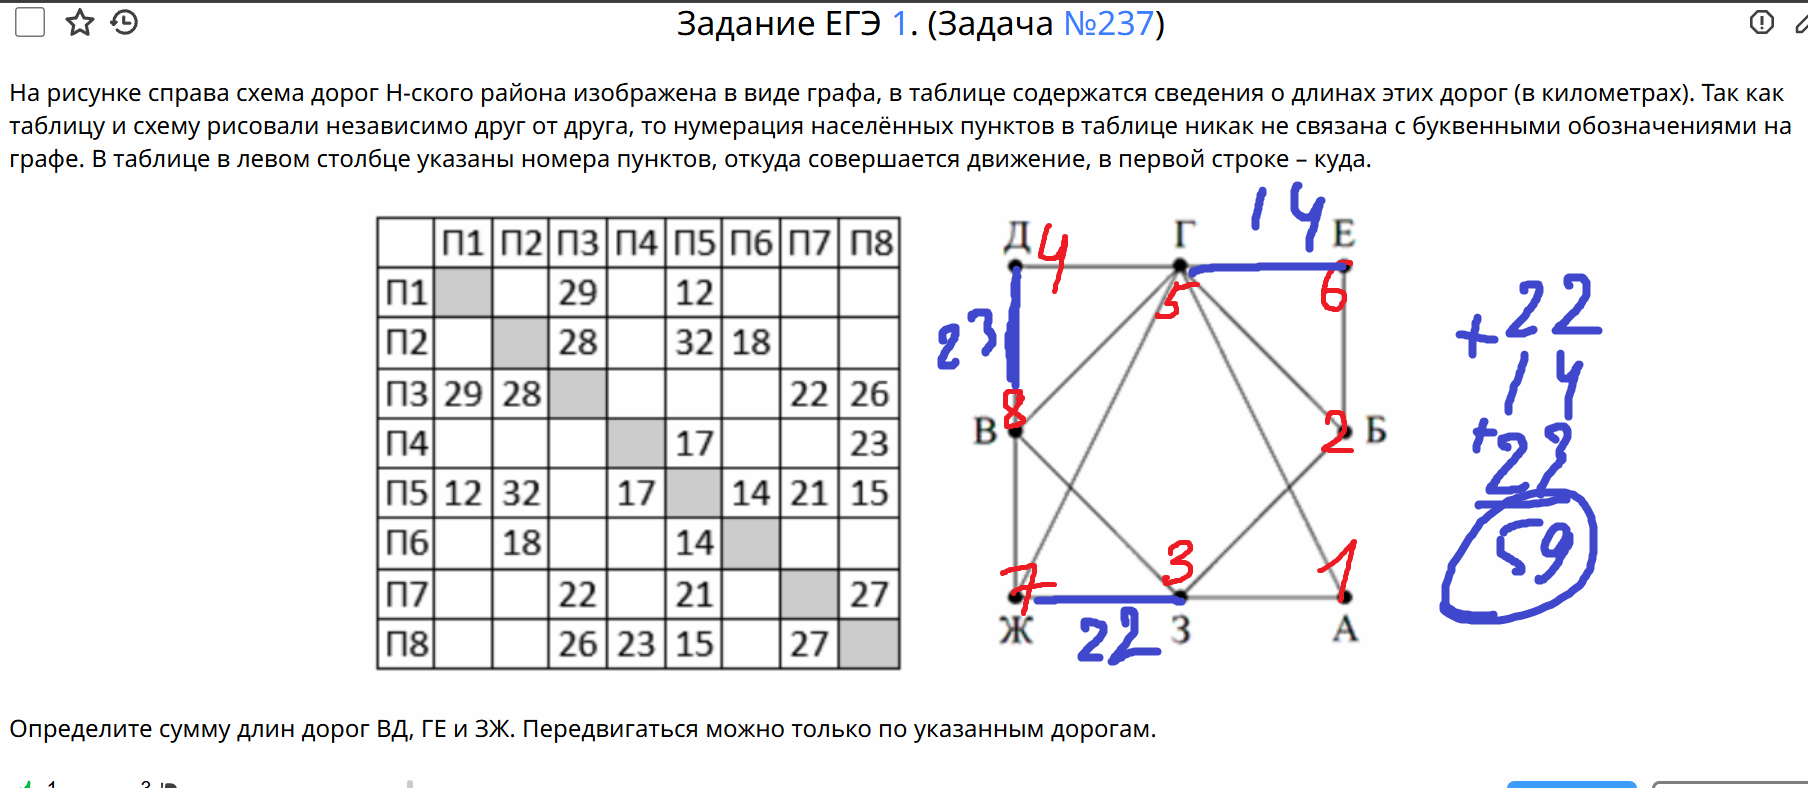 Задание ЕГЭ 1. (Задача №237)
На рисунке справа схема дорог Н-ского района изображена в виде графа, в таблице содержатся сведения о длинах этих дорог (в километрах). Так как
таблицу и схему рисовали независимо друг от друга, то нумерация населённых пунктов в таблице никак не связана с буквенными обозначениями на
графе. В таблице в левом столбце указаны номера пунктов, откуда совершается движение, в первой строке – куда.
П1 П2 П3 П4 П5 П6 П7 П8
П1 29 12
П2 28 32 18
П3 29 28 22 26
П4 17 23
П5 12 32 17 14 21 15
П6 18 14
П7 22 21 27
П8 26 23 15 27
14
Д 4 Г Е
5 6
23
В 8 2 Б
7 3 1
Ж 22 З А
+22
14
+23
59
Определите сумму длин дорог ВД, ГЕ и ЗЖ. Передвигаться можно только по указанным дорогам.